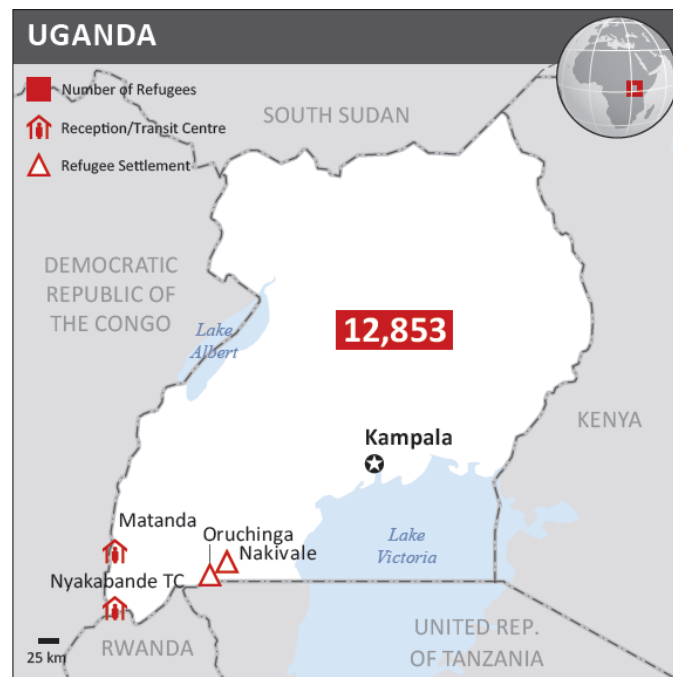 UGANDA
Number of Refugees
Reception/Transit Centre
Refugee Settlement
SOUTH SUDAN
DEMOCRATIC
REPUBLIC OF
THE CONGO
Lake
Albert
12,853
KENYA
Kampala
Matanda
Oruchinga
Nakivale
Lake
Victoria
Nyakabande TC
RWANDA
UNITED REP.
OF TANZANIA
25 km